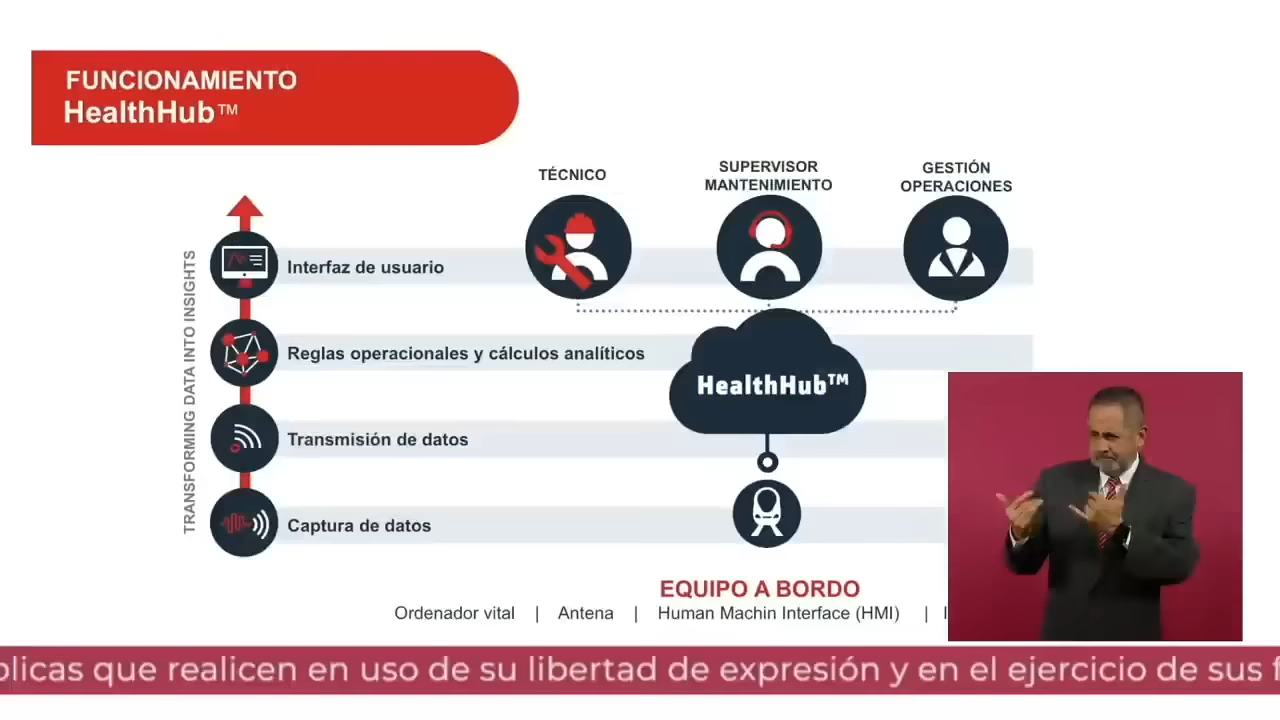 FUNCIONAMIENTO
HealthHub™
TÉCNICO
SUPERVISOR
MANTENIMIENTO
GESTIÓN
OPERACIONES
TRANSFORMING DATA INTO INSIGHTS
Interfaz de usuario
Reglas operacionales y cálculos analíticos
HealthHub™
Transmisión de datos
Captura de datos
EQUIPO A BORDO
Ordenador vital | Antena | Human Machin Interface (HMI) |
que realicen en uso de su libertad de expresión y en el ejercicio de sus